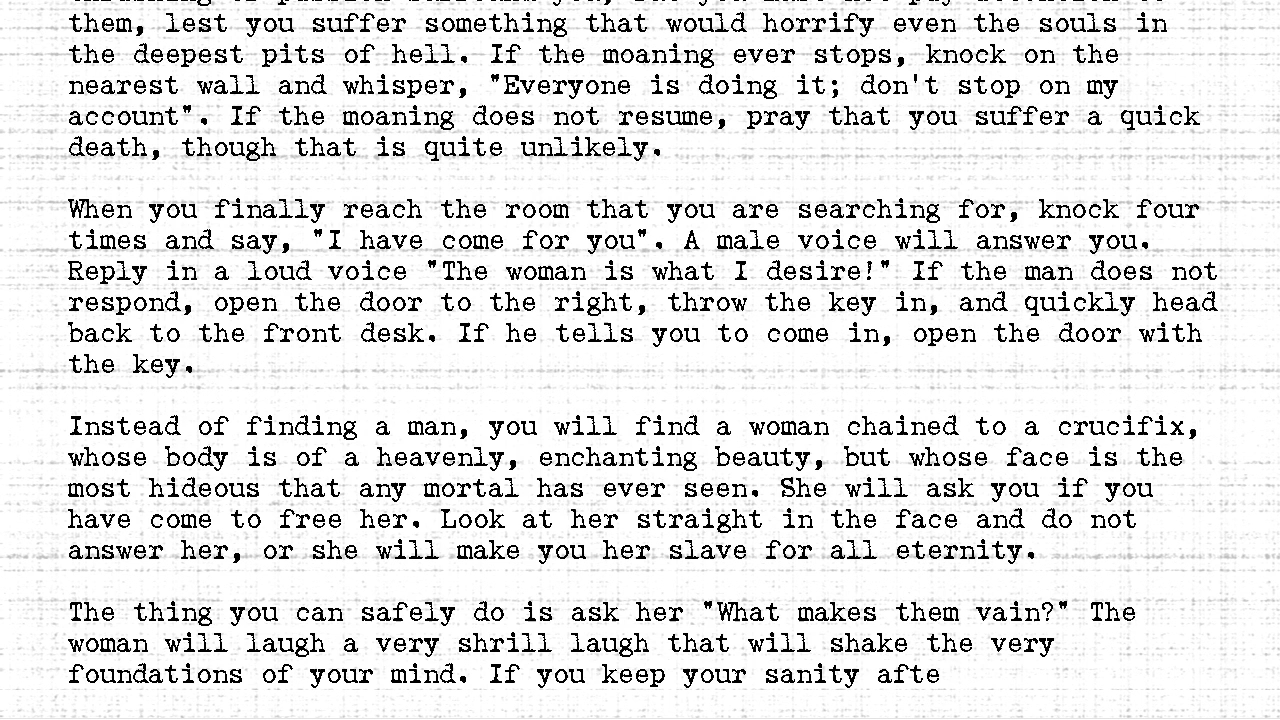 them, lest you suffer something that would horrify even the souls in
the deepest pits of hell. If the moaning ever stops, knock on the
nearest wall and whisper, "Everyone is doing it; don't stop on my
account". If the moaning does not resume, pray that you suffer a quick
death, though that is quite unlikely.
When you finally reach the room that you are searching for, knock four
times and say, "I have come for you". A male voice will answer you.
Reply in a loud voice "The woman is what I desire!" If the man does not
respond, open the door to the right, throw the key in, and quickly head
back to the front desk. If he tells you to come in, open the door with
the key.
Instead of finding a man, you will find a woman chained to a crucifix,
whose body is of a heavenly, enchanting beauty, but whose face is the
most hideous that any mortal has ever seen. She will ask you if you
have come to free her. Look at her straight in the face and do not
answer her, or she will make you her slave for all eternity.
The thing you can safely do is ask her "What makes them vain?" The
woman will laugh a very shrill laugh that will shake the very
foundations of your mind. If you keep your sanity afte